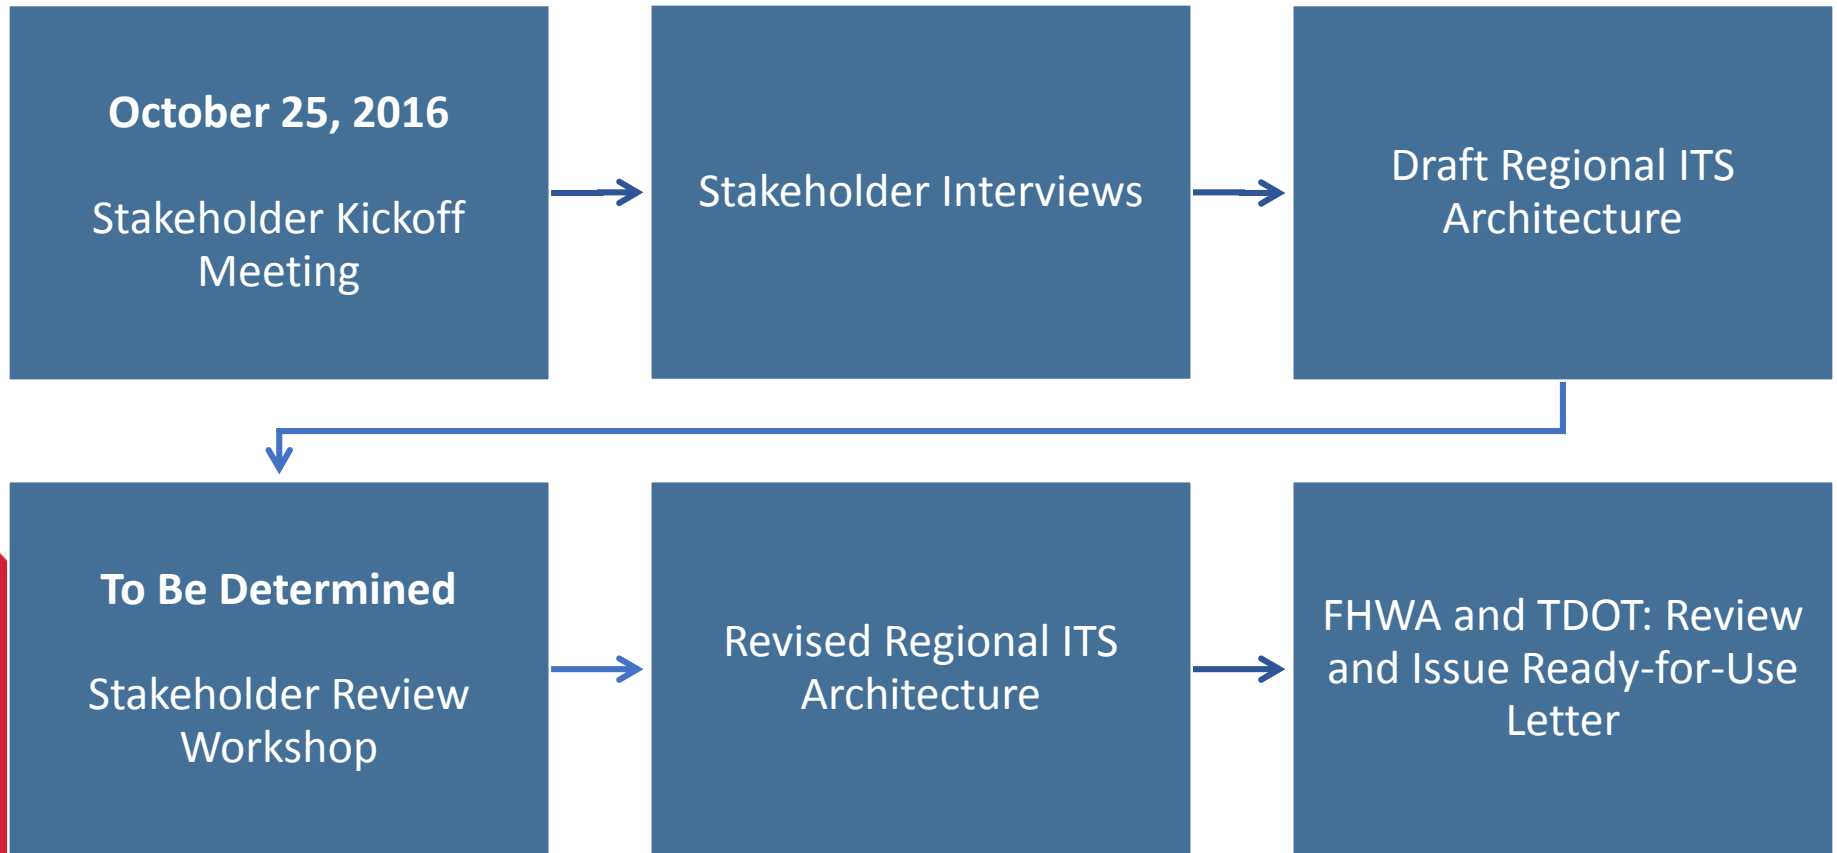 October 25, 2016
Stakeholder Kickoff
Meeting
Stakeholder Interviews
Draft Regional ITS
Architecture
To Be Determined
Stakeholder Review
Workshop
Revised Regional ITS
Architecture
FHWA and TDOT: Review
and Issue Ready-for-Use
Letter